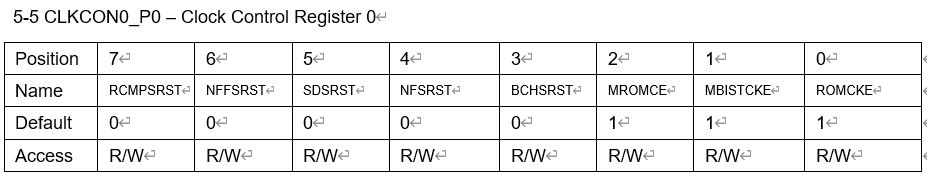 5-5 CLKCON0_P0 – Clock Control Register 0
Position 7 6 5 4 3 2 1 0
Name RCMPSRST NFFSRST SDSRST NFSRST BCHSRST MROMCE MBISTCKE ROMCKE
Default 0 0 0 0 0 1 1 1
Access R/W R/W R/W R/W R/W R/W R/W R/W